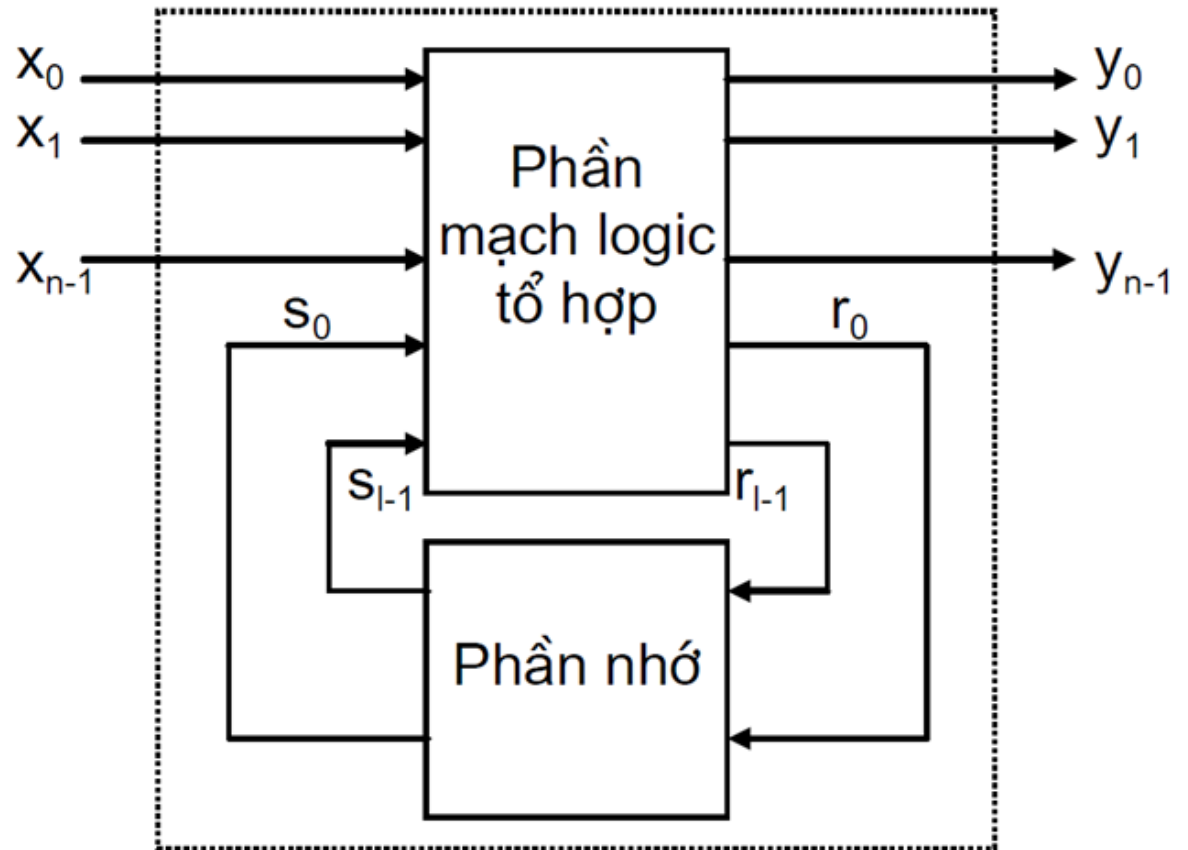 x₀
y₀
x₁
y₁
Phần
mạch logic
tổ hợp
xₙ₋₁
yₙ₋₁
s₀
r₀
sₗ₋₁
rₗ₋₁
Phần nhớ